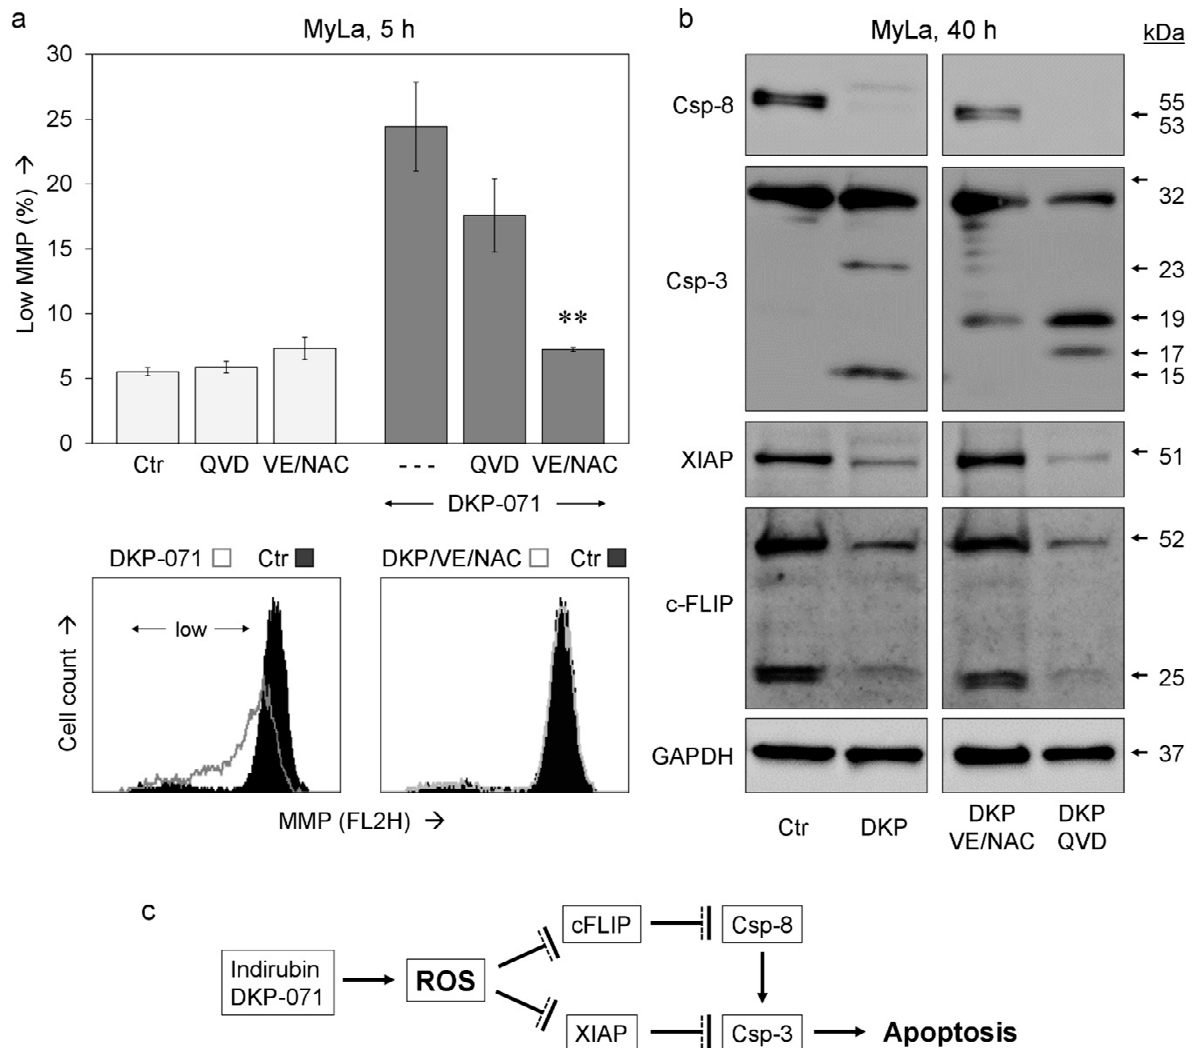 a
MyLa, 5 h
Low MMP (%) →
30
25
20
15
10
5
0
**
Ctr QVD VE/NAC - - - QVD VE/NAC
← DKP-071 →
DKP-071 Ctr
DKP/VE/NAC Ctr
← low →
Cell count →
MMP (FL2H) →
b
MyLa, 40 h
kDa
Csp-8
55
53
Csp-3
32
23
19
17
15
XIAP
51
c-FLIP
52
25
GAPDH
37
Ctr DKP DKP VE/NAC DKP QVD
c
Indirubin
DKP-071
ROS
cFLIP
Csp-8
XIAP
Csp-3
Apoptosis